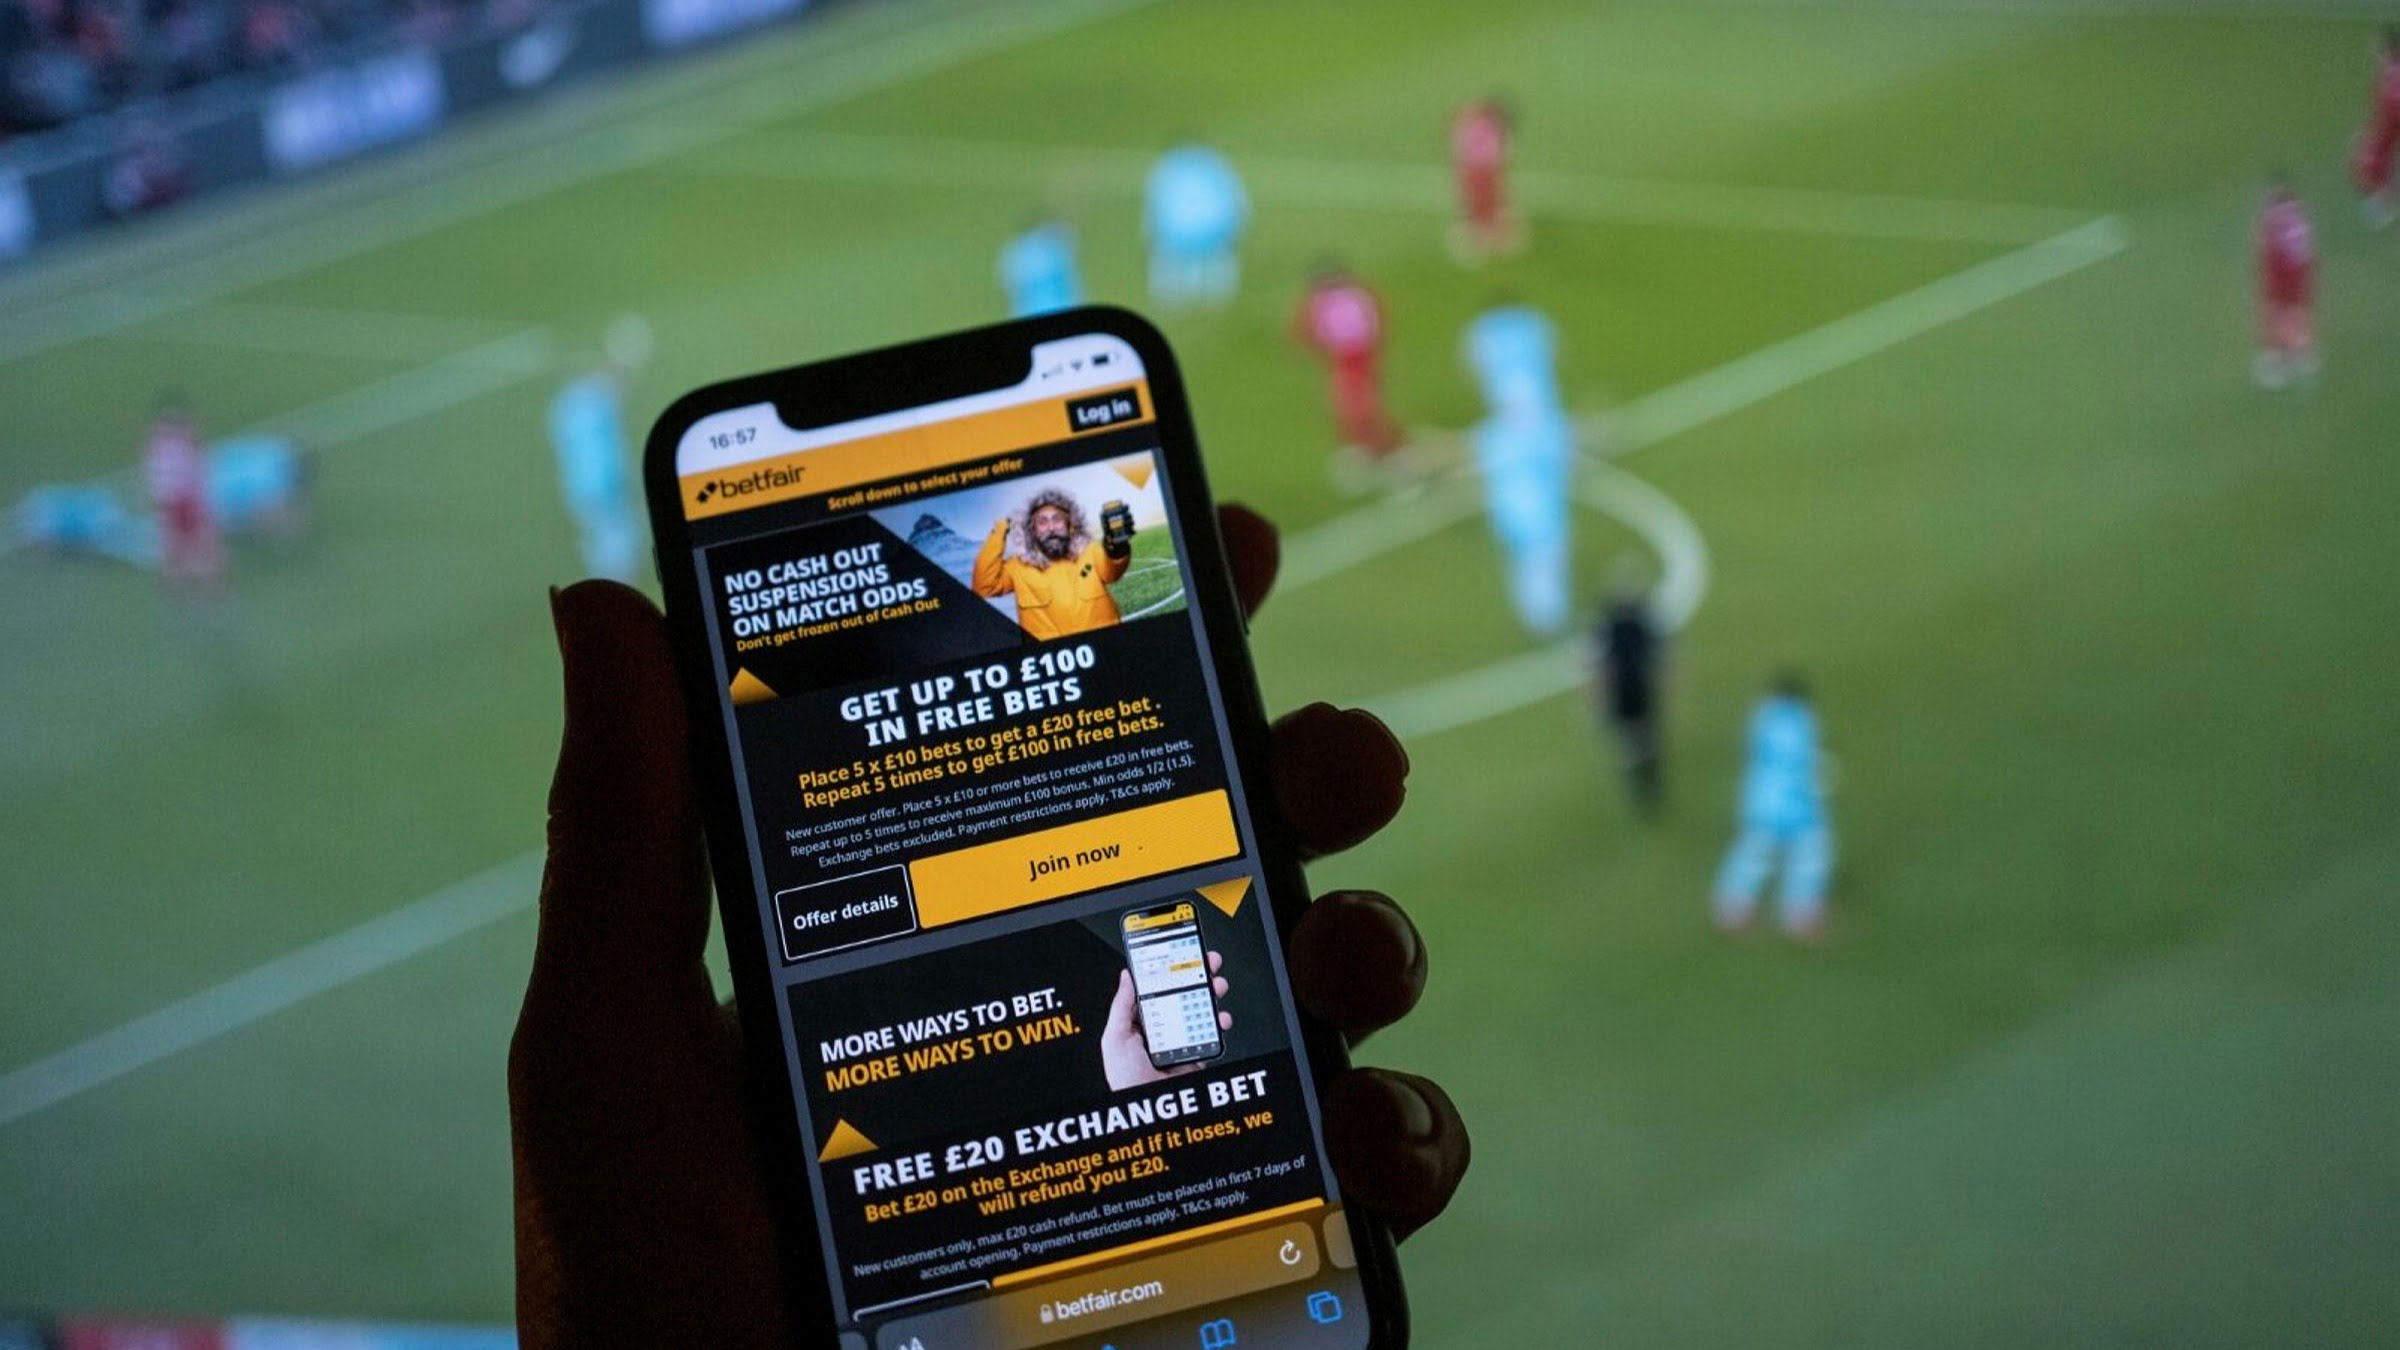 16:57
betfair
Log in
Scroll down to select your offer
NO CASH OUT
SUSPENSIONS
ON MATCH ODDS
Don't get frozen out of Cash Out
GET UP TO £100
IN FREE BETS
Place 5 x £10 bets to get a £20 free bet .
Repeat 5 times to get £100 in free bets.
New customer offer. Place 5 x £10 or more bets to receive £20 in free bets.
Repeat up to 5 times to receive maximum £100 bonus. Min odds 1/2 (1.5).
Exchange bets excluded. Payment restrictions apply. T&Cs apply.
Offer details
Join now
MORE WAYS TO BET.
MORE WAYS TO WIN.
FREE £20 EXCHANGE BET
Bet £20 on the Exchange and if it loses, we
will refund you £20.
New customers only, max £20 cash refund. Bet must be placed in first 7 days of
account opening. Payment restrictions apply. T&Cs apply.
AA
betfair.com